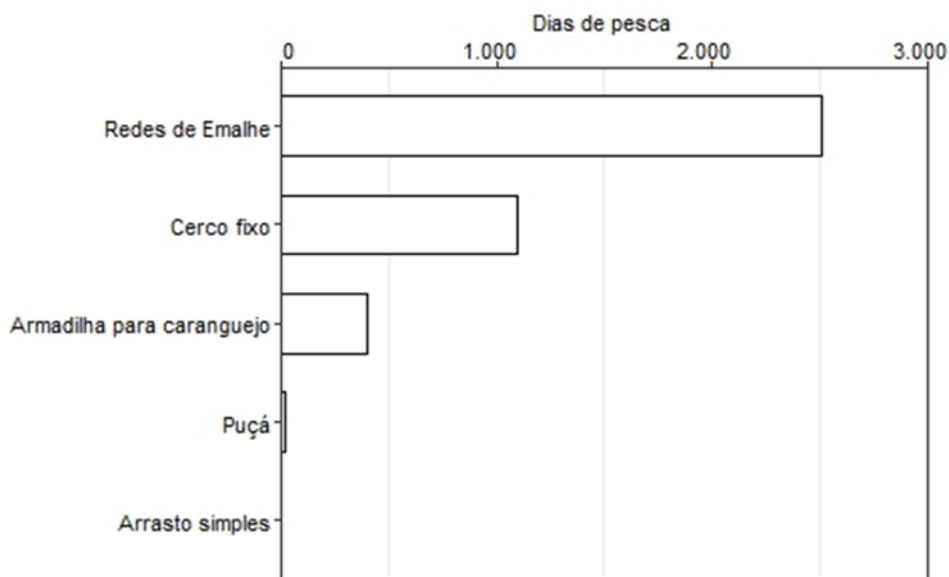 Dias de pesca
0 1.000 2.000 3.000
Redes de Emalhe
Cerco fixo
Armadilha para caranguejo
Puçá
Arrasto simples